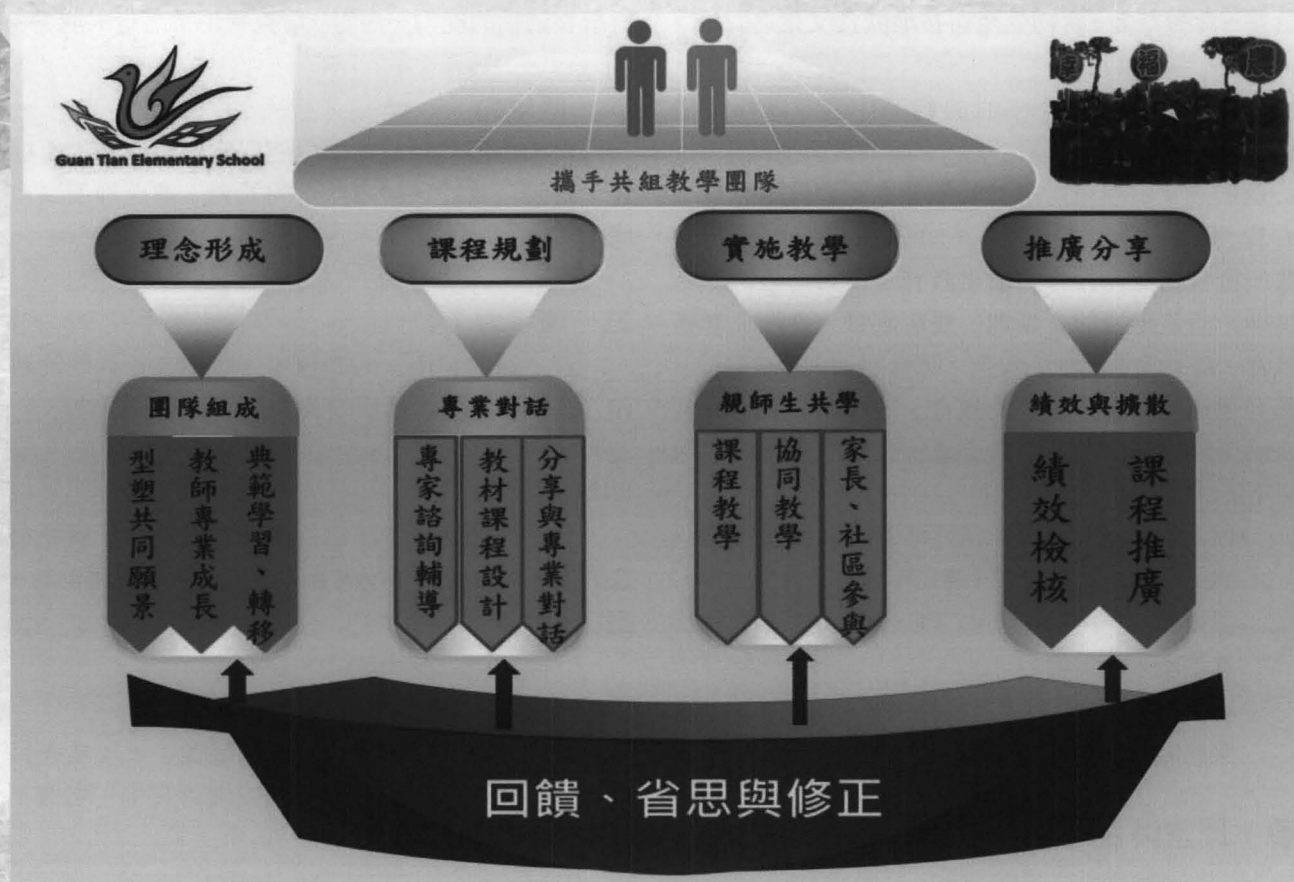 Guan Tian Elementary School
福
農
攜手共組教學團隊
理念形成
課程規劃
實施教學
推廣分享
團隊組成
型塑共同願景
教師專業成長
典範學習、轉移
專業對話
專家諮詢輔導
教材課程設計
分享與專業對話
親師生共學
課程教學
協同教學
家長、社區參與
績效與擴散
績效檢核
課程推廣
回饋、省思與修正